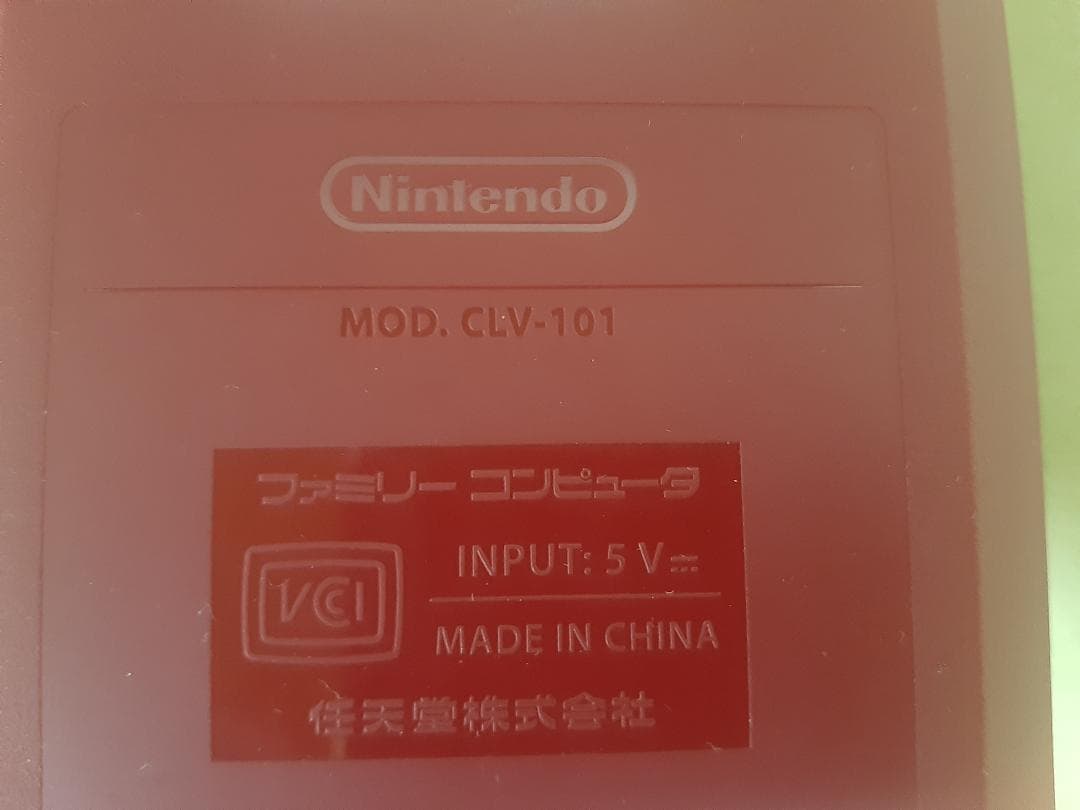 Nintendo
MOD. CLV-101
ファミリー コンピュータ
VCCI
INPUT: 5 V⎓
MADE IN CHINA
任天堂株式会社